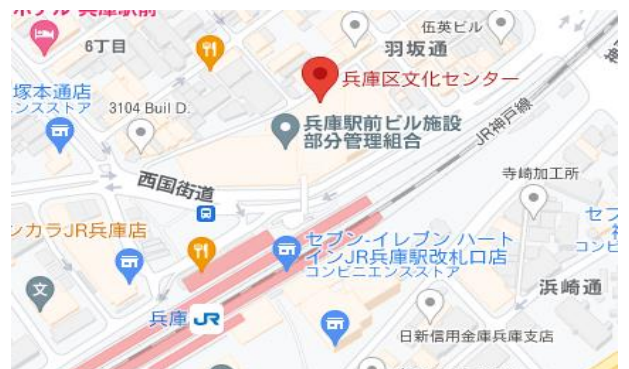 ホテル 兵庫駅前
6丁目
伍英ビル
羽坂通
兵庫区文化センター
塚本通店
ンスストア
3104 Buil D.
兵庫駅前ビル施設
部分管理組合
JR神戸線
西国街道
寺崎加工所
ンカラJR兵庫店
セブン-イレブン ハート
インJR兵庫駅改札口店
コンビニエンスストア
セブ
コンビニ
文
浜崎通
兵庫 JR
日新信用金庫兵庫支店